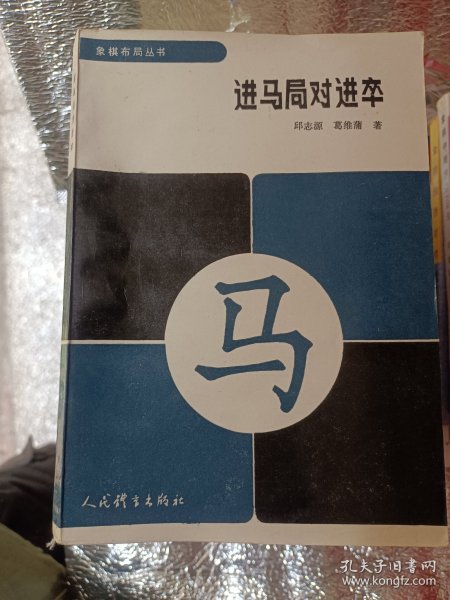 象棋布局丛书
进马局对进卒
邱志源 葛维蒲 著
马
人民体育出版社
孔夫子旧书网
www.kongfz.com